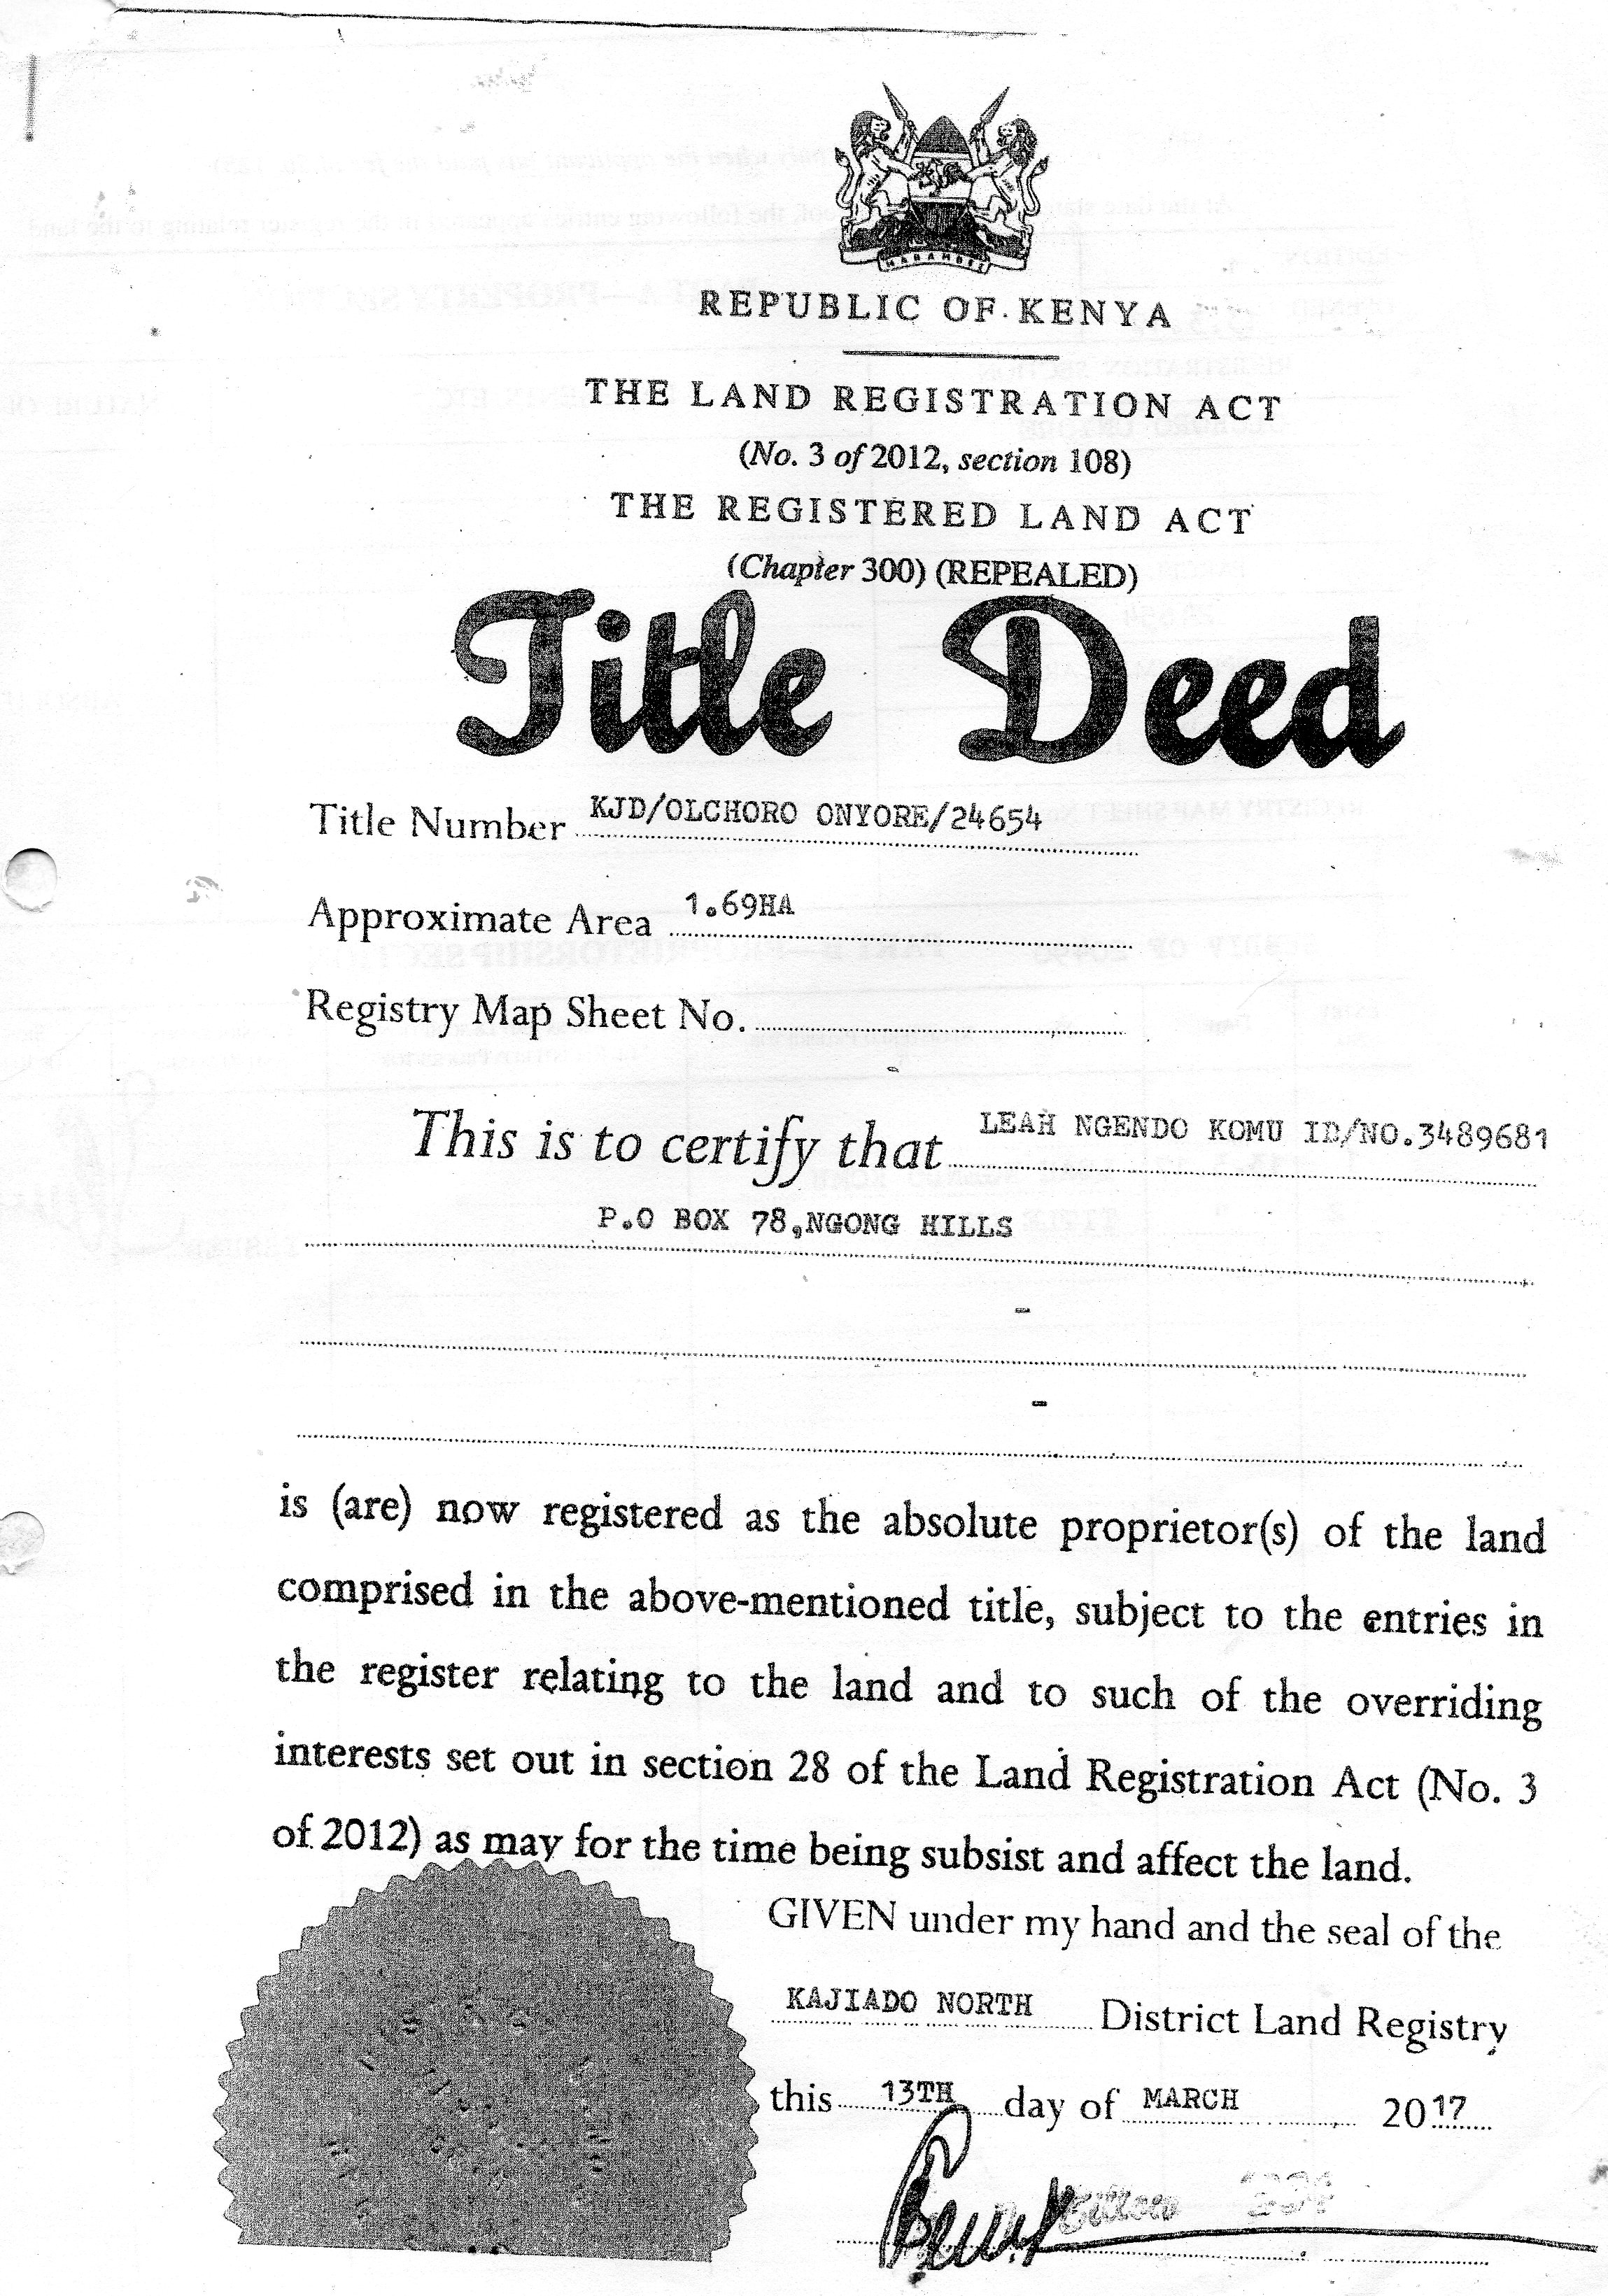 HARAMBEE
REPUBLIC OF KENYA
THE LAND REGISTRATION ACT
(No. 3 of 2012, section 108)
THE REGISTERED LAND ACT
(Chapter 300) (REPEALED)
Title Deed
Title Number KJD/OLCHORO ONYORE/24654
Approximate Area 1.69HA
Registry Map Sheet No.
This is to certify that LEAH NGENDO KOMU ID/NO.3489681
P.O BOX 78,NGONG HILLS
-
-
is (are) now registered as the absolute proprietor(s) of the land
comprised in the above-mentioned title, subject to the entries in
the register relating to the land and to such of the overriding
interests set out in section 28 of the Land Registration Act (No. 3
of 2012) as may for the time being subsist and affect the land.
GIVEN under my hand and the seal of the
KAJIADO NORTH District Land Registry
this 13TH day of MARCH 2017